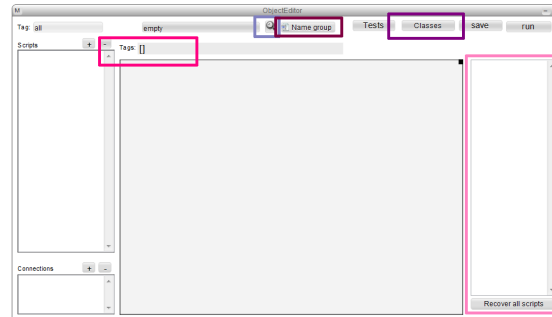 M ObjectEditor
Tag: all empty Name group Tests Classes save run
Scripts + -
Tags: []
Connections + -
Recover all scripts